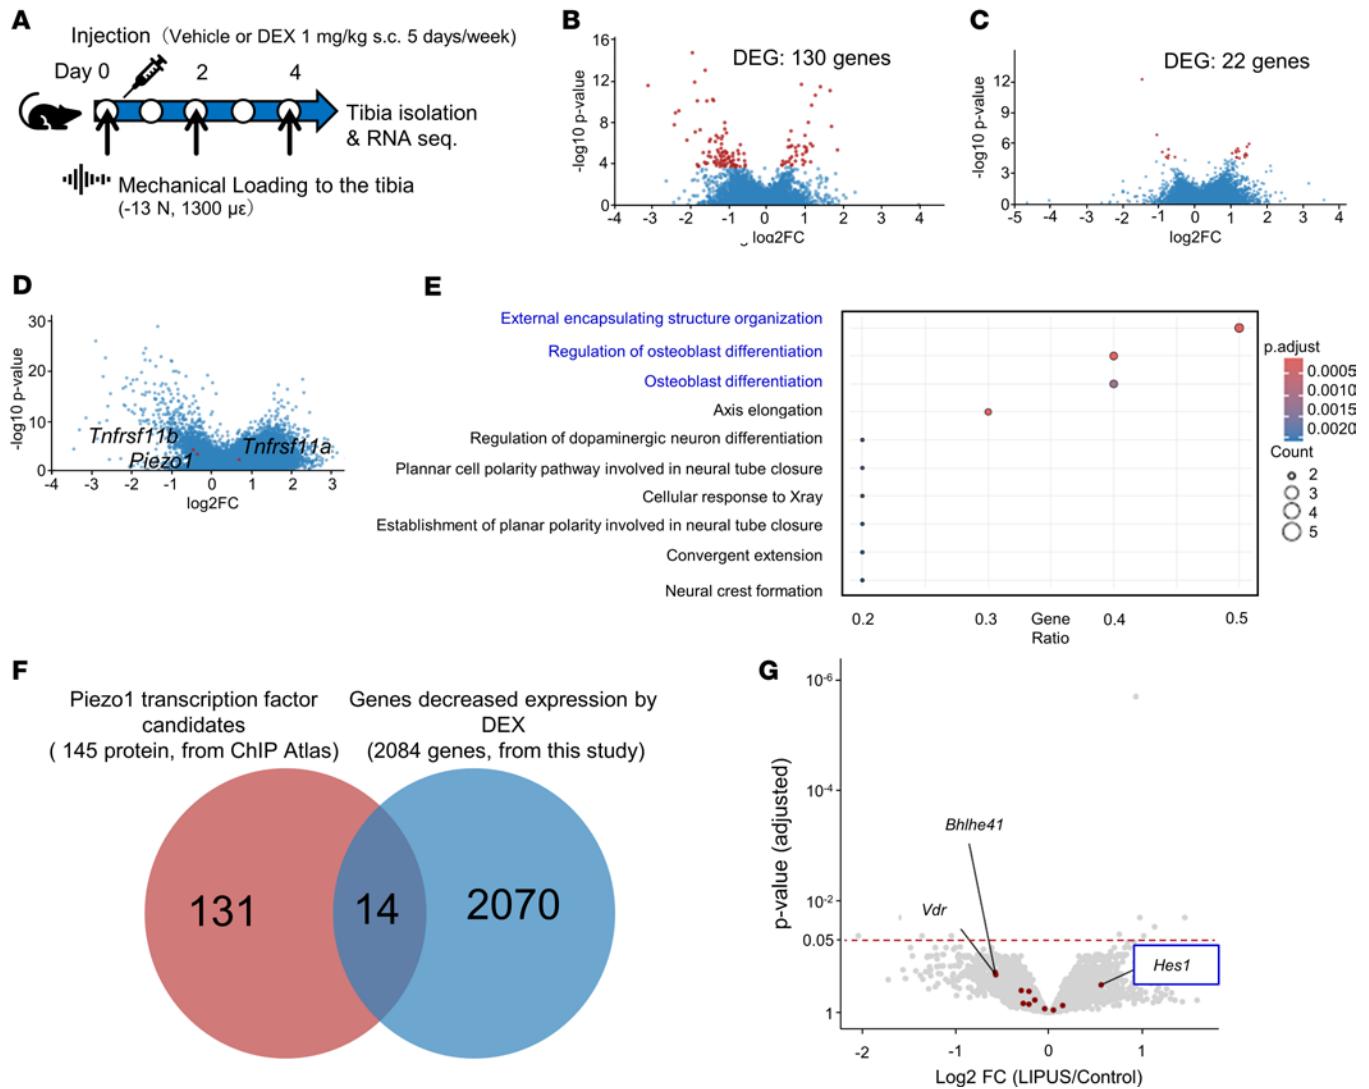 A
Injection （Vehicle or DEX 1 mg/kg s.c. 5 days/week)
Day 0 2 4
Tibia isolation
& RNA seq.
Mechanical Loading to the tibia
(-13 N, 1300 µε）
B
DEG: 130 genes
-log10 p-value
16
12
8
4
0
-4 -3 -2 -1 0 1 2 3 4
log2FC
C
DEG: 22 genes
-log10 p-value
12
9
6
3
0
-5 -4 -3 -2 -1 0 1 2 3 4
log2FC
D
-log10 p-value
30
20
10
0
Tnfrsf11b
Piezo1
Tnfrsf11a
-4 -3 -2 -1 0 1 2 3
log2FC
E
External encapsulating structure organization
Regulation of osteoblast differentiation
Osteoblast differentiation
Axis elongation
Regulation of dopaminergic neuron differentiation
Plannar cell polarity pathway involved in neural tube closure
Cellular response to Xray
Establishment of planar polarity involved in neural tube closure
Convergent extension
Neural crest formation
0.2 0.3 0.4 0.5
Gene
Ratio
p.adjust
0.0005
0.0010
0.0015
0.0020
Count
2
3
4
5
F
Piezo1 transcription factor
candidates
( 145 protein, from ChIP Atlas)
Genes decreased expression by
DEX
(2084 genes, from this study)
131
14
2070
G
p-value (adjusted)
10-6
10-4
10-2
0.05
1
Bhlhe41
Vdr
Hes1
-2 -1 0 1
Log2 FC (LIPUS/Control)